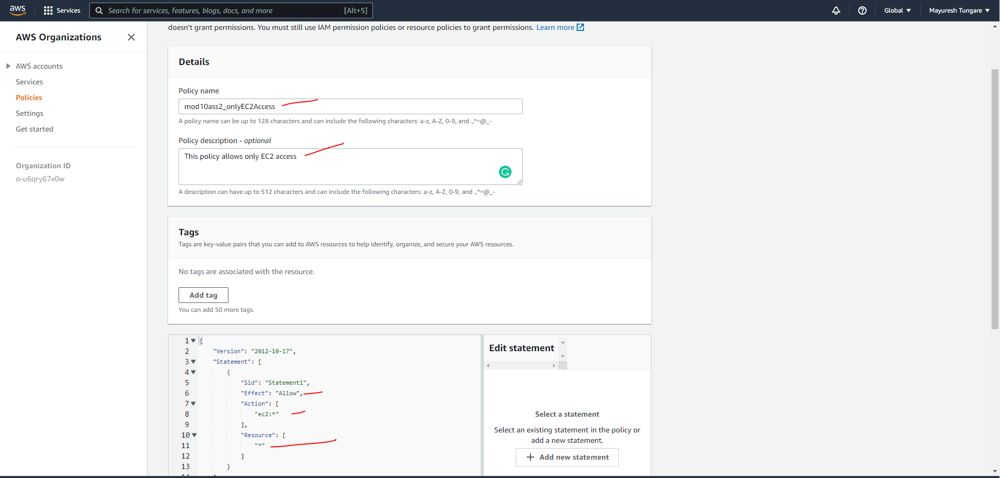 aws
Services
Search for services, features, blogs, docs, and more
[Alt+S]
Global
Mayuresh Tungare
AWS Organizations
AWS accounts
Services
Policies
Settings
Get started
Organization ID
o-u6qry67x0w
doesn't grant permissions. You must still use IAM permission policies or resource policies to grant permissions. Learn more
Details
Policy name
mod10ass2_onlyEC2Access
A policy name can be up to 128 characters and can include the following characters: a-z, A-Z, 0-9, and .,*=@_-
Policy description - optional
This policy allows only EC2 access
A description can have up to 512 characters and can include the following characters: a-z, A-Z, 0-9, and .,*=@_-
Tags
Tags are key-value pairs that you can add to AWS resources to help identify, organize, and secure your AWS resources.
No tags are associated with the resource.
Add tag
You can add 50 more tags.
1 {
2 "Version": "2012-10-17",
3 "Statement": [
4 {
5 "Sid": "Statement1",
6 "Effect": "Allow",
7 "Action": [
8 "ec2:*"
9 ],
10 "Resource": [
11 "*"
12 ]
13 }
Edit statement
Select a statement
Select an existing statement in the policy or
add a new statement.
+ Add new statement